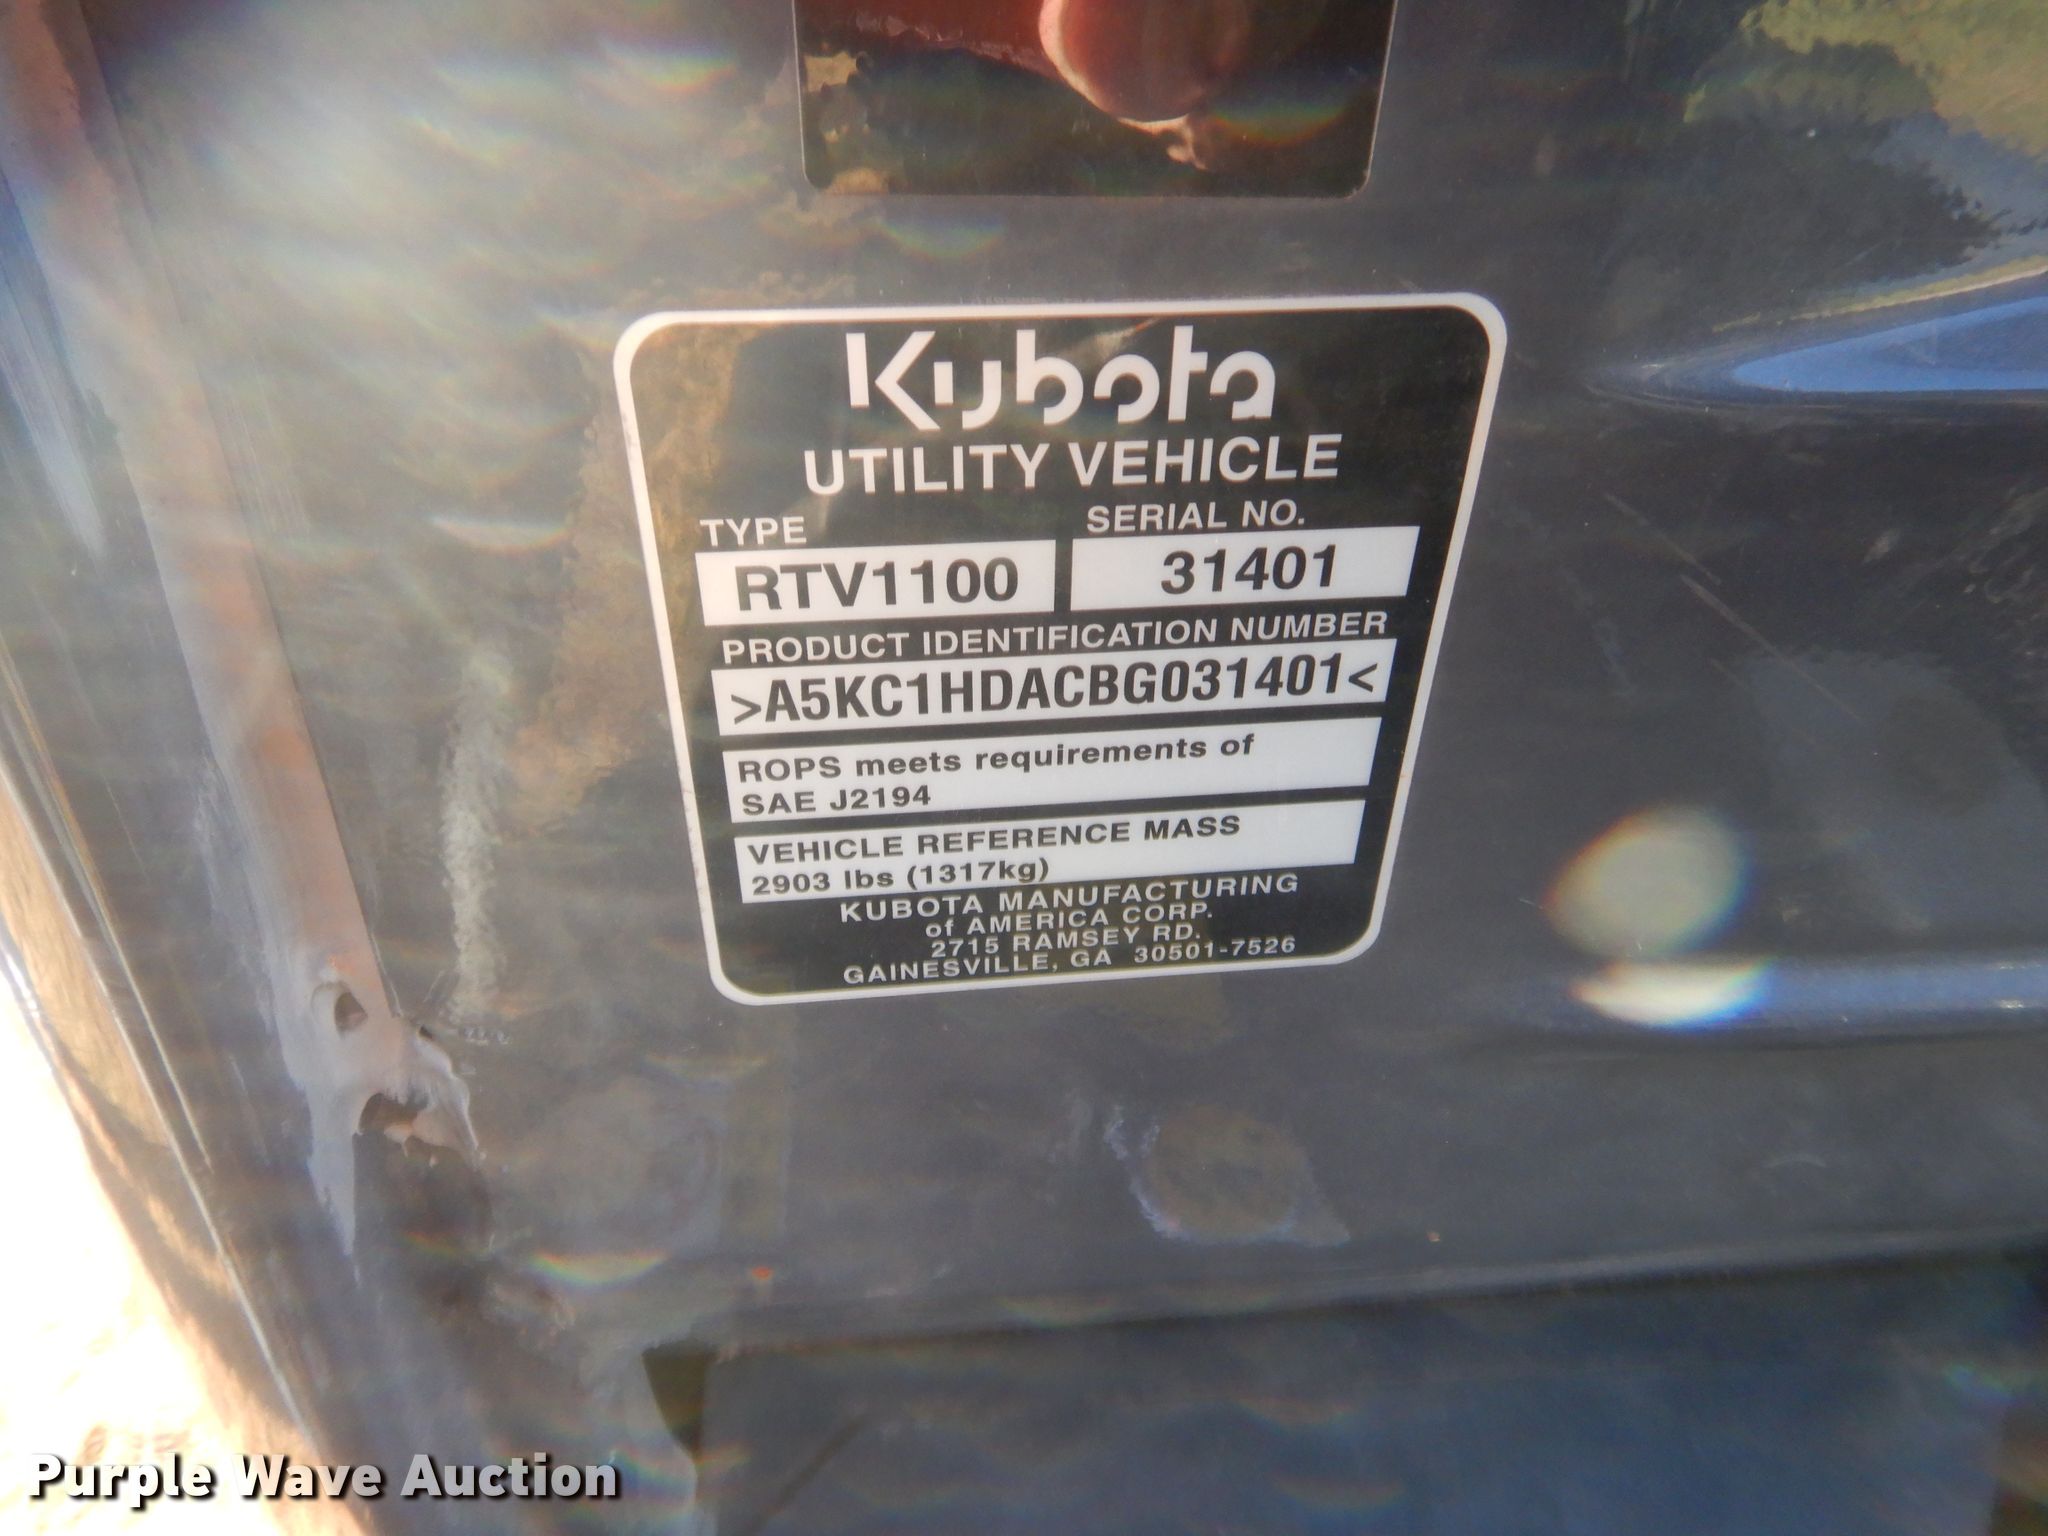 Kubota
UTILITY VEHICLE
TYPE SERIAL NO.
RTV1100 31401
PRODUCT IDENTIFICATION NUMBER
>A5KC1HDACBG031401<
ROPS meets requirements of
SAE J2194
VEHICLE REFERENCE MASS
2903 lbs (1317kg)
KUBOTA MANUFACTURING
of AMERICA CORP.
2715 RAMSEY RD.
GAINESVILLE, GA 30501-7526
Purple Wave Auction